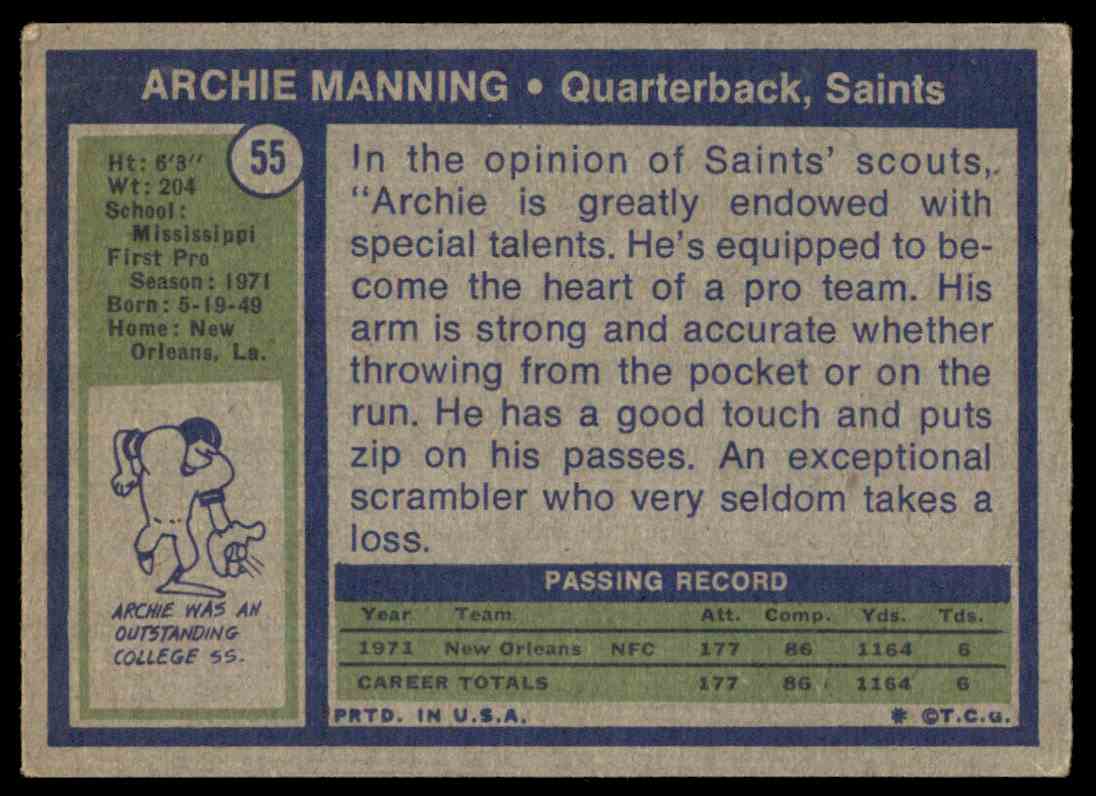 ARCHIE MANNING • Quarterback, Saints
55
Ht: 6'3"
Wt: 204
School:
Mississippi
First Pro
Season: 1971
Born: 5-19-49
Home: New
Orleans, La.
ARCHIE WAS AN
OUTSTANDING
COLLEGE SS.
In the opinion of Saints' scouts,
"Archie is greatly endowed with
special talents. He's equipped to be-
come the heart of a pro team. His
arm is strong and accurate whether
throwing from the pocket or on the
run. He has a good touch and puts
zip on his passes. An exceptional
scrambler who very seldom takes a
loss.
PASSING RECORD
Year Team Att. Comp. Yds. Tds.
1971 New Orleans NFC 177 86 1164 6
CAREER TOTALS 177 86 1164 6
PRTD. IN U.S.A. * ©T.C.G.